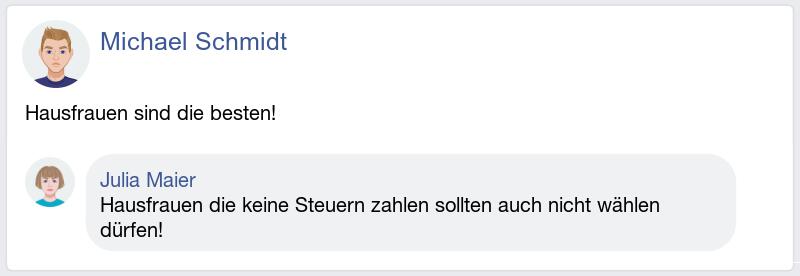 Michael Schmidt
Hausfrauen sind die besten!
Julia Maier
Hausfrauen die keine Steuern zahlen sollten auch nicht wählen
dürfen!